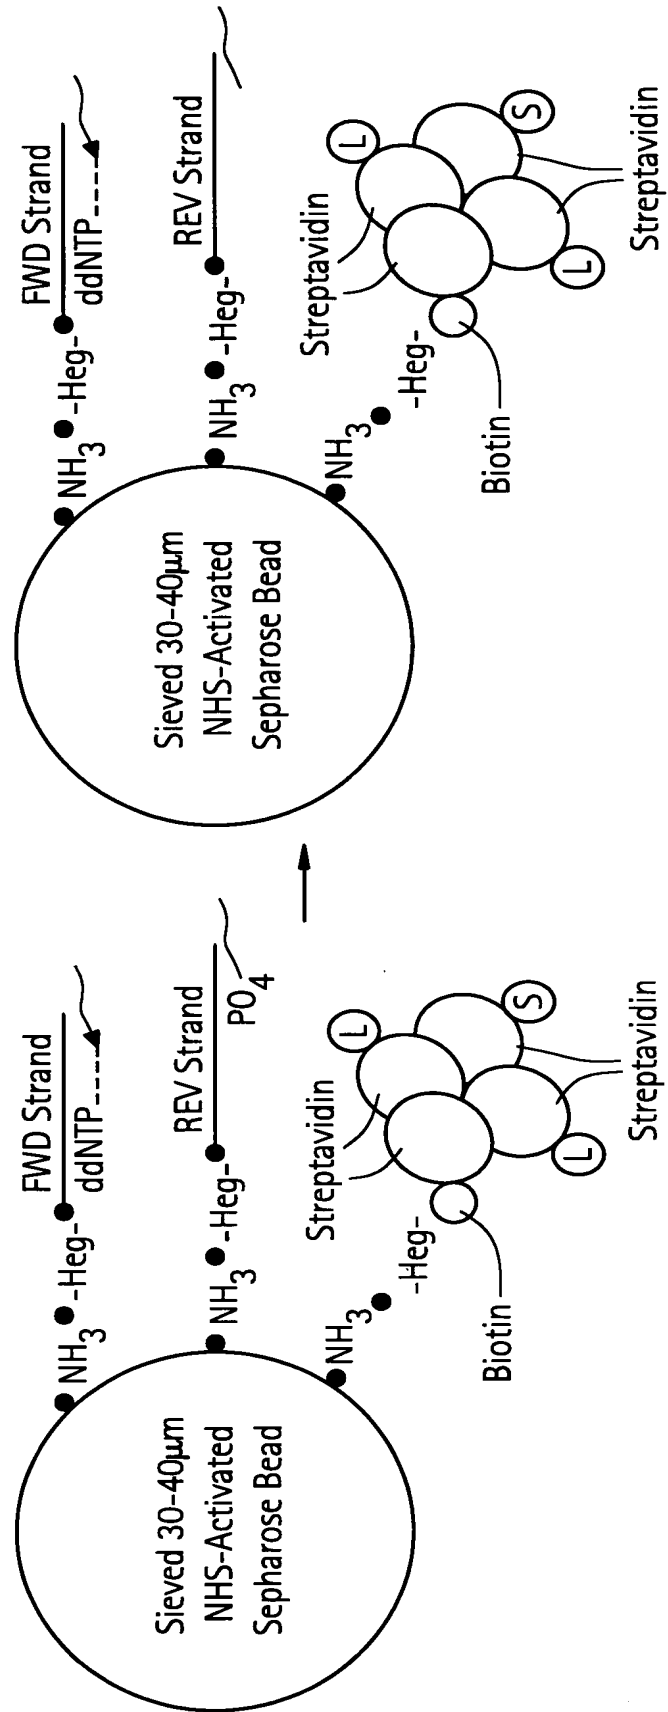 Sieved 30-40µm
NHS-Activated
Sepharose Bead
NH3
-Heg-
FWD Strand
ddNTP
NH3
-Heg-
REV Strand
PO4
NH3
-Heg-
Biotin
Streptavidin
L
L
S
Streptavidin
Sieved 30-40µm
NHS-Activated
Sepharose Bead
NH3
-Heg-
FWD Strand
ddNTP
NH3
-Heg-
REV Strand
NH3
-Heg-
Biotin
Streptavidin
L
L
S
Streptavidin